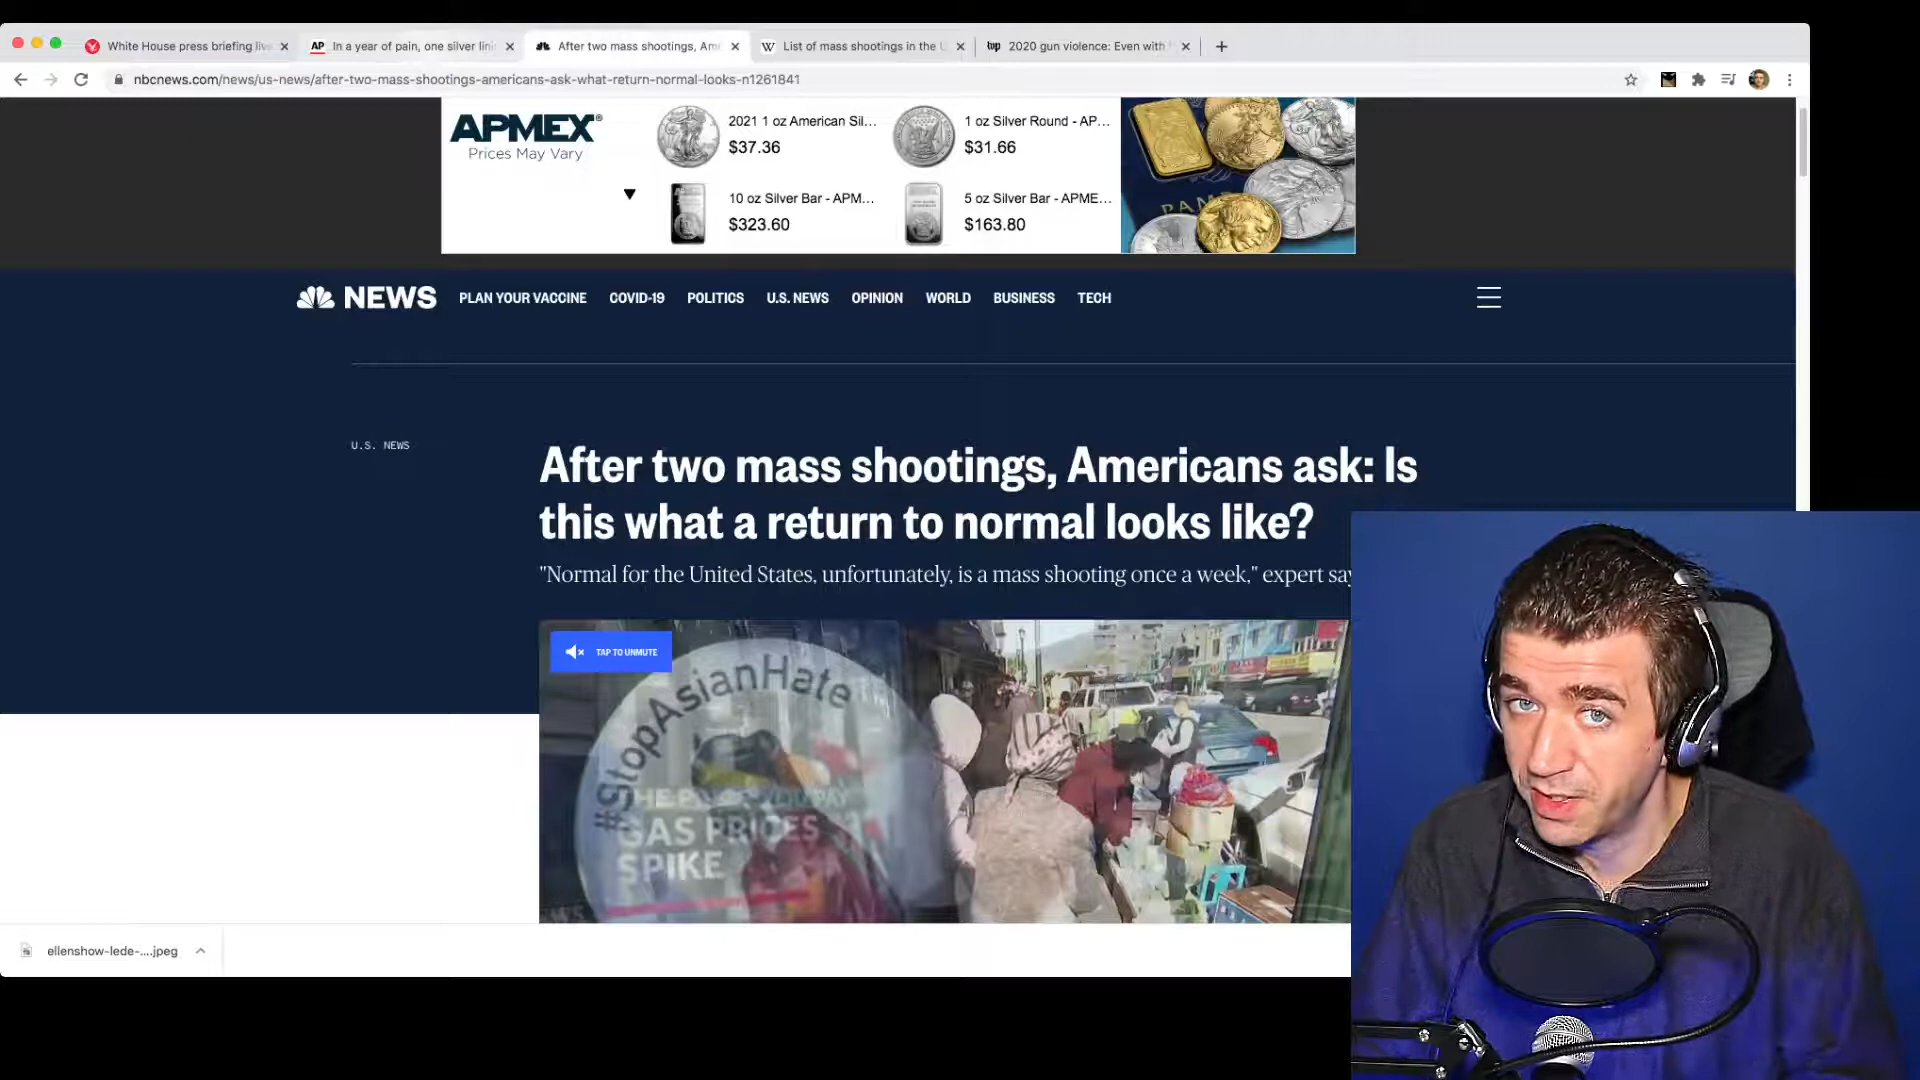 White House press briefing live
AP In a year of pain, one silver lini
After two mass shootings, Am
W List of mass shootings in the U
wp 2020 gun violence: Even with
nbcnews.com/news/us-news/after-two-mass-shootings-americans-ask-what-return-normal-looks-n1261841
APMEX®
Prices May Vary
2021 1 oz American Sil...
$37.36
1 oz Silver Round - AP...
$31.66
10 oz Silver Bar - APM...
$323.60
5 oz Silver Bar - APME...
$163.80
NEWS PLAN YOUR VACCINE COVID-19 POLITICS U.S. NEWS OPINION WORLD BUSINESS TECH
U.S. NEWS
After two mass shootings, Americans ask: Is
this what a return to normal looks like?
"Normal for the United States, unfortunately, is a mass shooting once a week," expert say
TAP TO UNMUTE
#StopAsianHate
GAS PRICES
SPIKE
ellenshow-lede-....jpeg